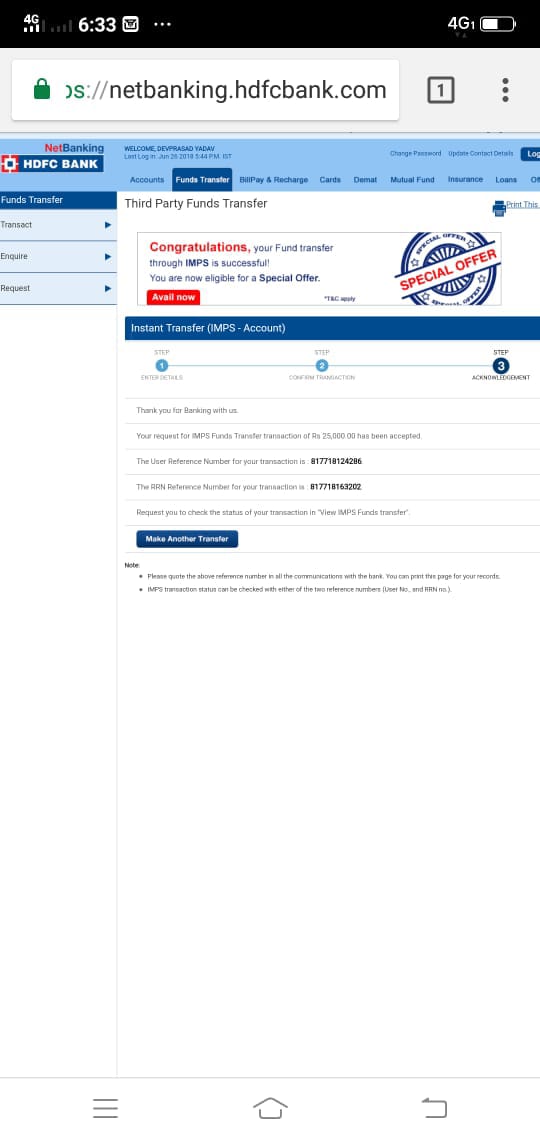 4G 6:33 ... 4G1
ps://netbanking.hdfcbank.com 1
NetBanking
HDFC BANK
WELCOME, DEVPRASAD YADAV
Last Log in: Jun 26 2018 5:44 P.M. IST
Change Password Update Contact Details Log
Accounts Funds Transfer BillPay & Recharge Cards Demat Mutual Fund Insurance Loans
Funds Transfer
Transact
Enquire
Request
Third Party Funds Transfer
Print This
Congratulations, your Fund transfer
through IMPS is successful!
You are now eligible for a Special Offer.
Avail now
*T&C apply
SPECIAL OFFER
SPECIAL OFFER
SPECIAL OFFER
Instant Transfer (IMPS - Account)
STEP STEP STEP
1 2 3
ENTER DETAILS CONFIRM TRANSACTION ACKNOWLEDGEMENT
Thank you for Banking with us.
Your request for IMPS Funds Transfer transaction of Rs 25,000.00 has been accepted.
The User Reference Number for your transaction is : 817718124286
The RRN Reference Number for your transaction is : 817718163202
Request you to check the status of your transaction in "View IMPS Funds transfer".
Make Another Transfer
Note:
• Please quote the above reference number in all the communications with the bank. You can print this page for your records.
• IMPS transaction status can be checked with either of the two reference numbers (User No., and RRN no.).